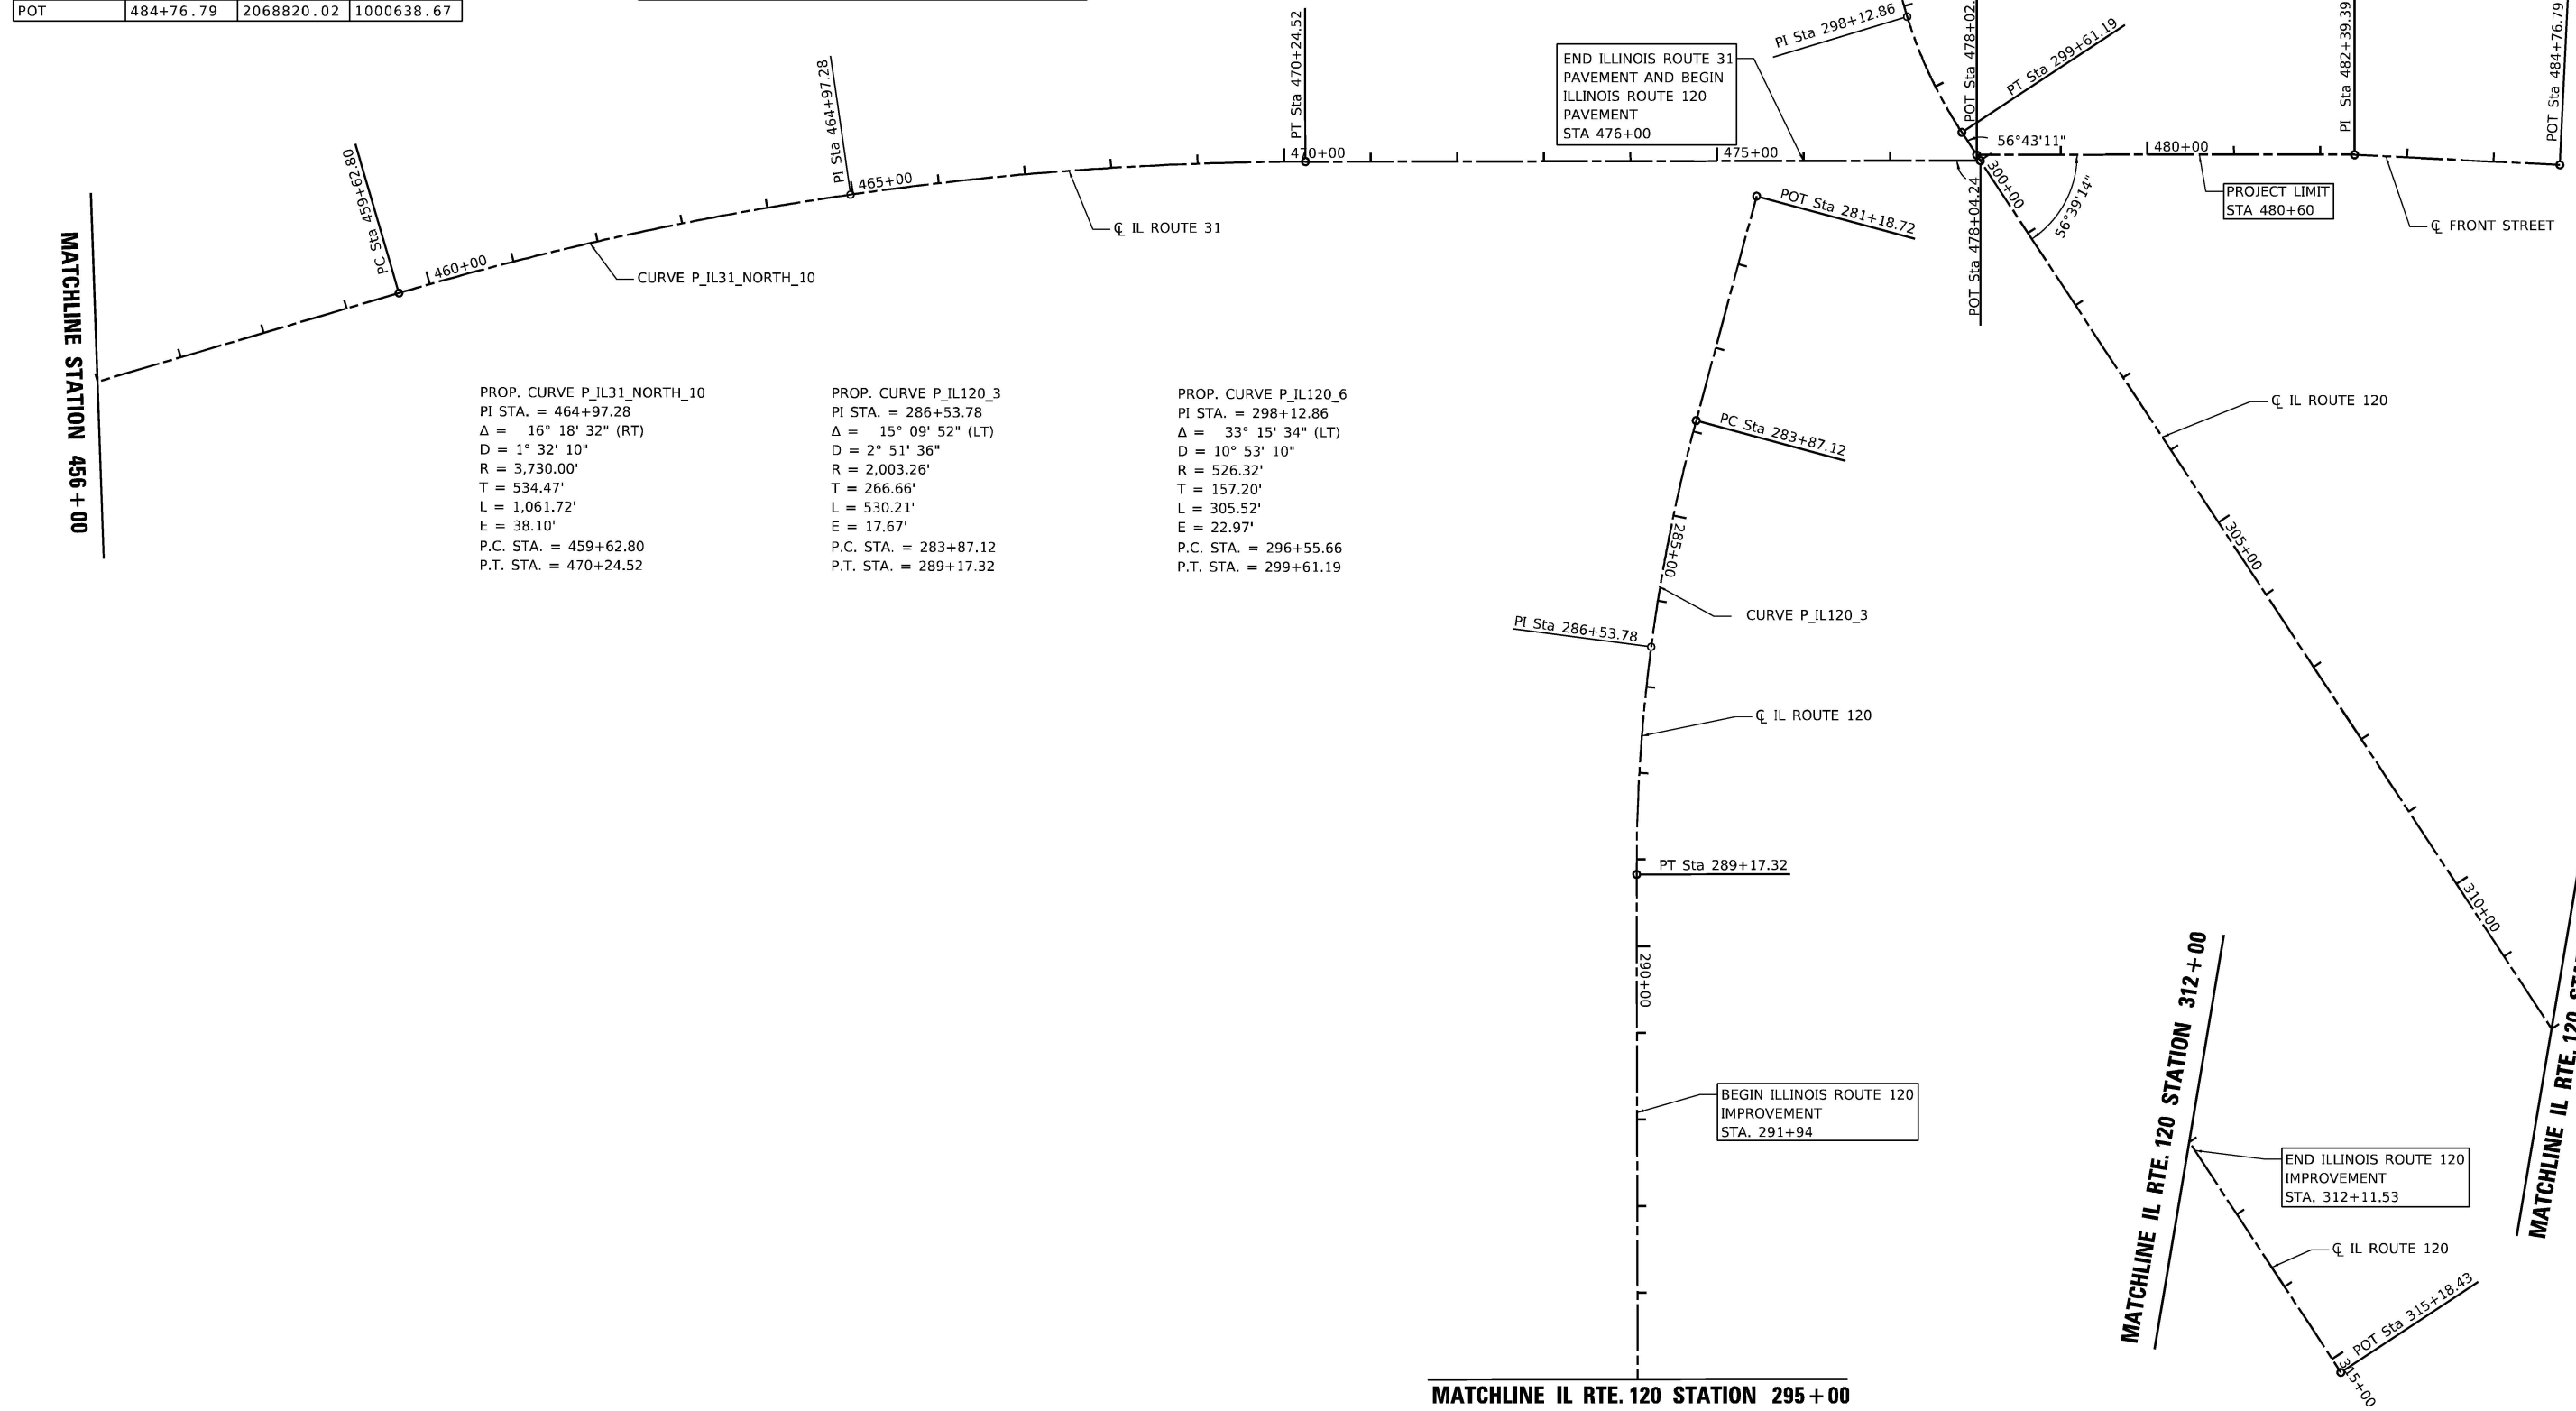 POT 484+76.79 2068820.02 1000638.67
MATCHLINE STATION 456+00
PC Sta 459+62.80
460+00
CURVE P_IL31_NORTH_10
PI Sta 464+97.28
465+00
℄ IL ROUTE 31
PT Sta 470+24.52
470+00
END ILLINOIS ROUTE 31
PAVEMENT AND BEGIN
ILLINOIS ROUTE 120
PAVEMENT
STA 476+00
475+00
PI Sta 298+12.86
POT Sta 478+02.
PT Sta 299+61.19
56°43'11"
480+00
PI Sta 482+39.39
POT Sta 484+76.79
300+00
POT Sta 478+04.24
56°39'14"
PROJECT LIMIT
STA 480+60
℄ FRONT STREET
POT Sta 281+18.72
PROP. CURVE P_IL31_NORTH_10
PI STA. = 464+97.28
Δ = 16° 18' 32" (RT)
D = 1° 32' 10"
R = 3,730.00'
T = 534.47'
L = 1,061.72'
E = 38.10'
P.C. STA. = 459+62.80
P.T. STA. = 470+24.52
PROP. CURVE P_IL120_3
PI STA. = 286+53.78
Δ = 15° 09' 52" (LT)
D = 2° 51' 36"
R = 2,003.26'
T = 266.66'
L = 530.21'
E = 17.67'
P.C. STA. = 283+87.12
P.T. STA. = 289+17.32
PROP. CURVE P_IL120_6
PI STA. = 298+12.86
Δ = 33° 15' 34" (LT)
D = 10° 53' 10"
R = 526.32'
T = 157.20'
L = 305.52'
E = 22.97'
P.C. STA. = 296+55.66
P.T. STA. = 299+61.19
PC Sta 283+87.12
285+00
CURVE P_IL120_3
PI Sta 286+53.78
℄ IL ROUTE 120
PT Sta 289+17.32
290+00
BEGIN ILLINOIS ROUTE 120
IMPROVEMENT
STA. 291+94
MATCHLINE IL RTE. 120 STATION 295+00
℄ IL ROUTE 120
305+00
310+00
MATCHLINE IL RTE. 120
MATCHLINE IL RTE. 120 STATION 312+00
END ILLINOIS ROUTE 120
IMPROVEMENT
STA. 312+11.53
℄ IL ROUTE 120
POT Sta 315+18.43
315+00